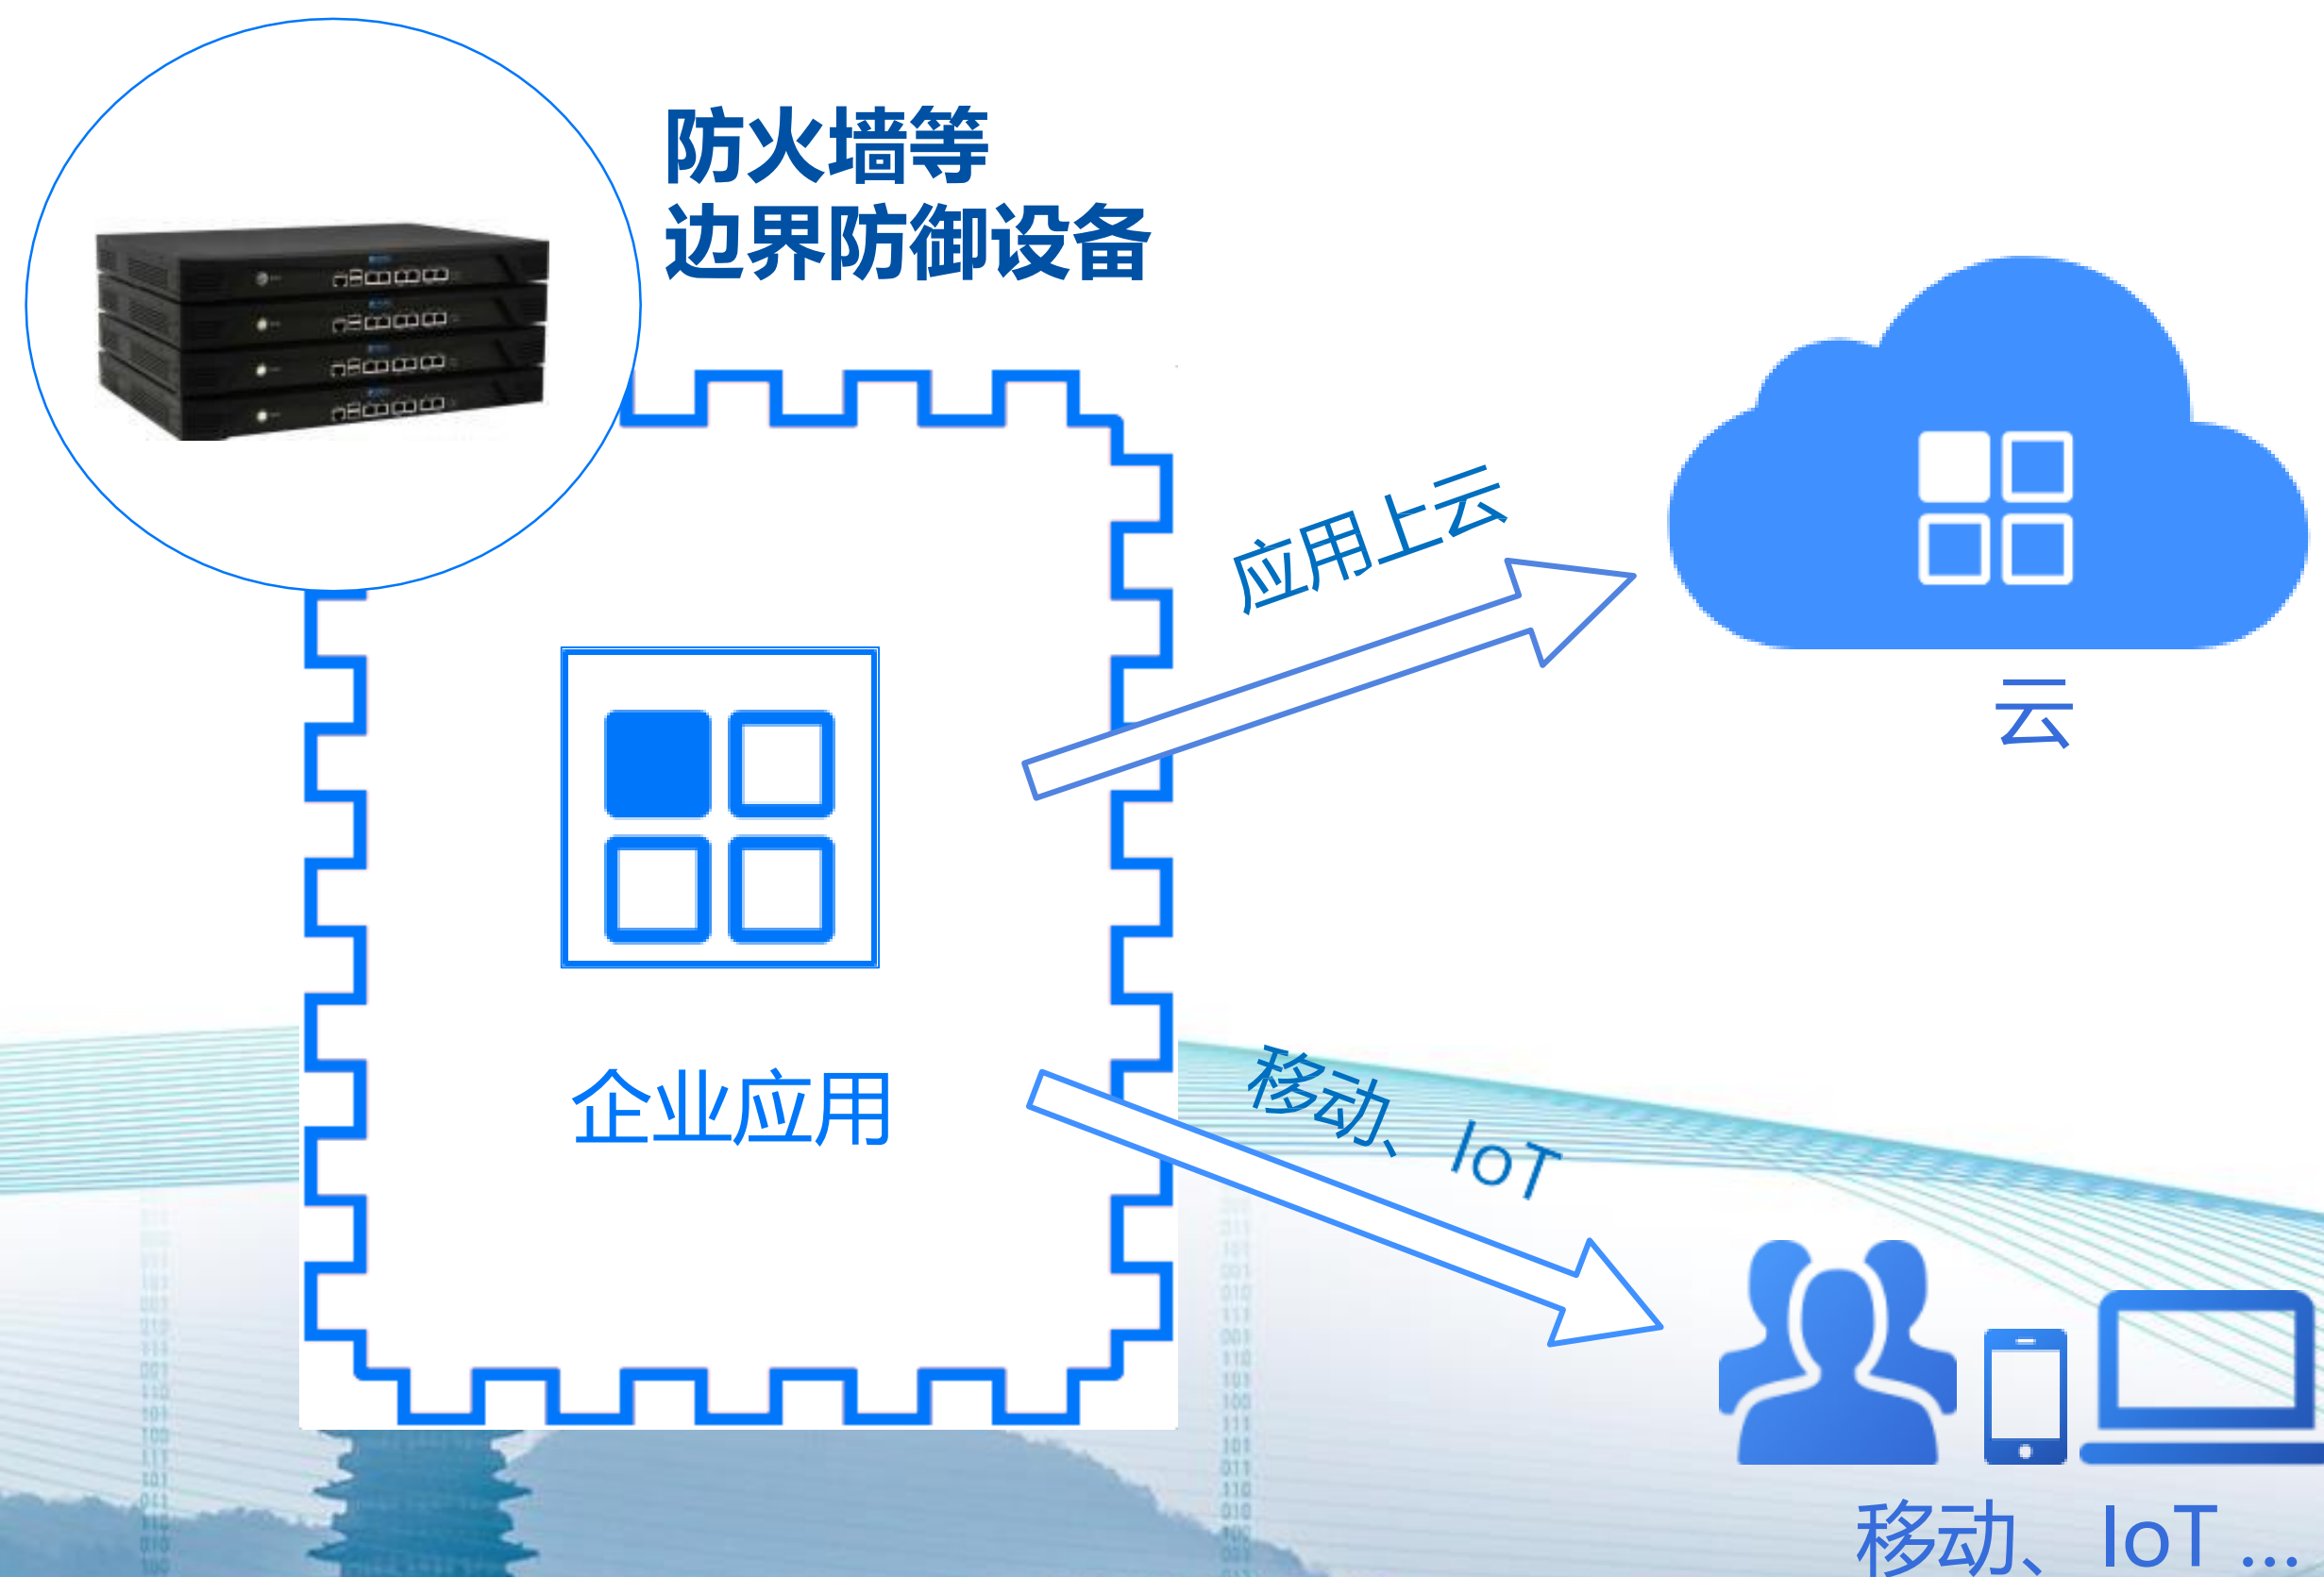 防火墙等
边界防御设备
应用上云
云
企业应用
移动、IoT
移动、IoT ...